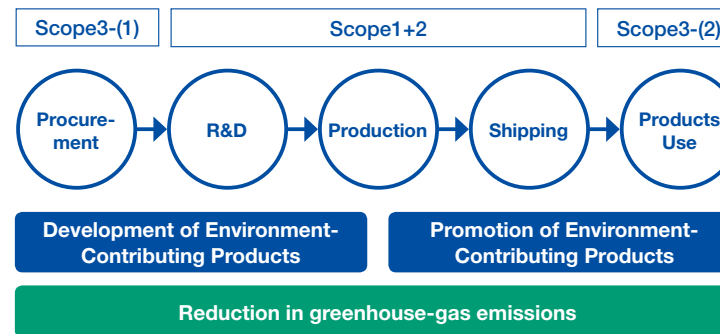 Scope3-(1)
Scope1+2
Scope3-(2)
Procure-
ment
R&D
Production
Shipping
Products
Use
Development of Environment-
Contributing Products
Promotion of Environment-
Contributing Products
Reduction in greenhouse-gas emissions